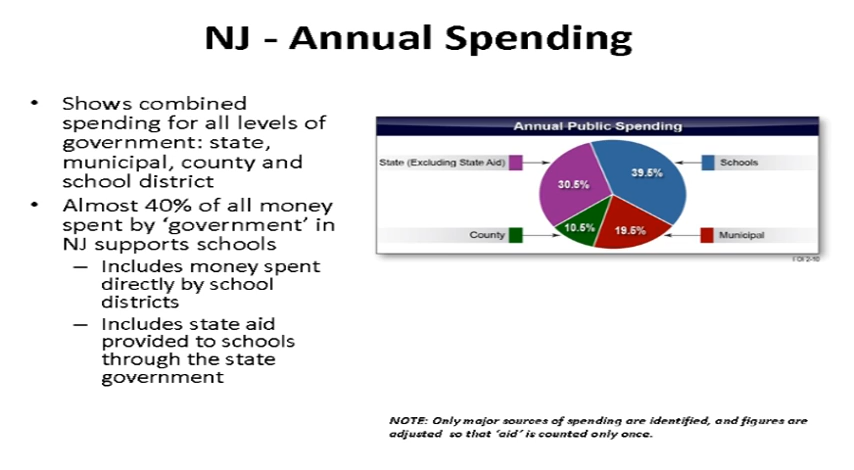 NJ - Annual Spending
• Shows combined
spending for all levels of
government: state,
municipal, county and
school district
• Almost 40% of all money
spent by ‘government’ in
NJ supports schools
– Includes money spent
directly by school
districts
– Includes state aid
provided to schools
through the state
government
Annual Public Spending
State (Excluding State Aid)
Schools
39.5%
30.5%
10.5%
19.5%
County
Municipal
NOTE: Only major sources of spending are identified, and figures are
adjusted so that ‘aid’ is counted only once.